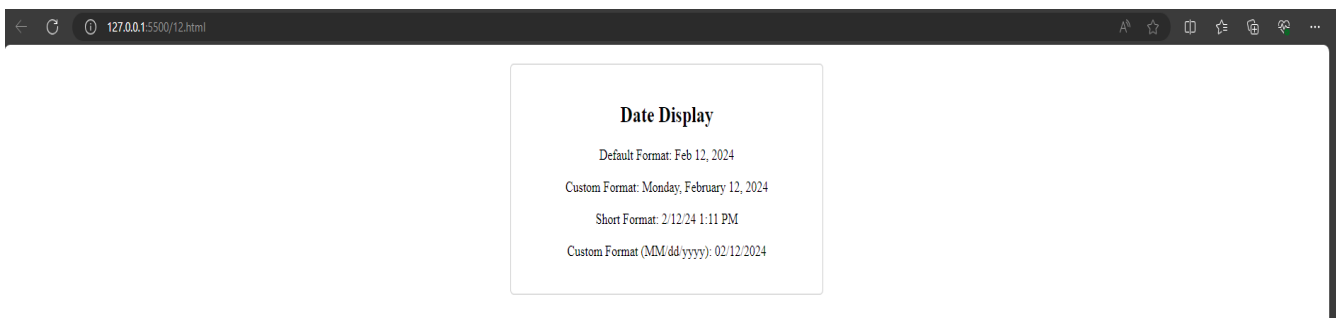 127.0.0.1:5500/12.html
Date Display
Default Format: Feb 12, 2024
Custom Format: Monday, February 12, 2024
Short Format: 2/12/24 1:11 PM
Custom Format (MM/dd/yyyy): 02/12/2024